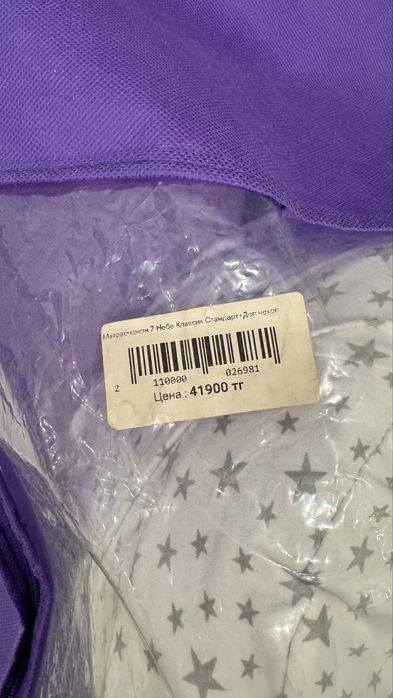 Матрас-кокон 7 Небо Классик Стандарт+Доп чехол
2 110000 026981
Цена : 41900 тг